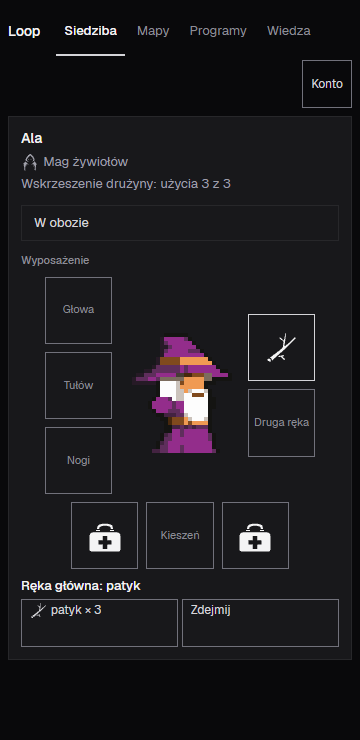 Loop Siedziba Mapy Programy Wiedza
Konto
Ala
Mag żywiołów
Wskrzeszenie drużyny: użycia 3 z 3
W obozie
Wyposażenie
Głowa
Tułów
Druga ręka
Nogi
Kieszeń
Ręka główna: patyk
patyk × 3 Zdejmij